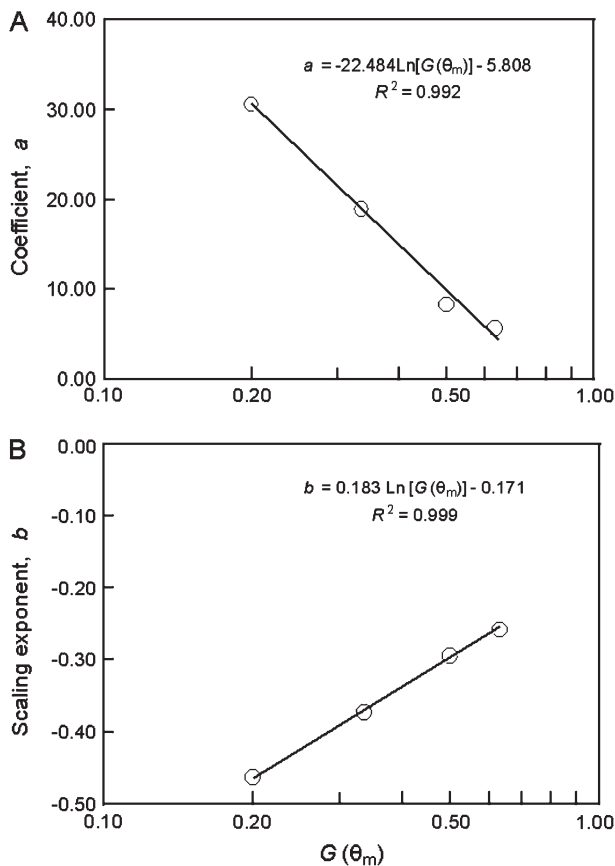 A
40.00
a = -22.484Ln[G(θm)] - 5.808
R² = 0.992
30.00
20.00
10.00
0.00
Coefficient, a
0.10 0.20 0.50 1.00
B
0.00
b = 0.183 Ln [G(θm)] - 0.171
R² = 0.999
-0.10
-0.20
-0.30
-0.40
-0.50
Scaling exponent, b
0.10 0.20 0.50 1.00
G (θm)